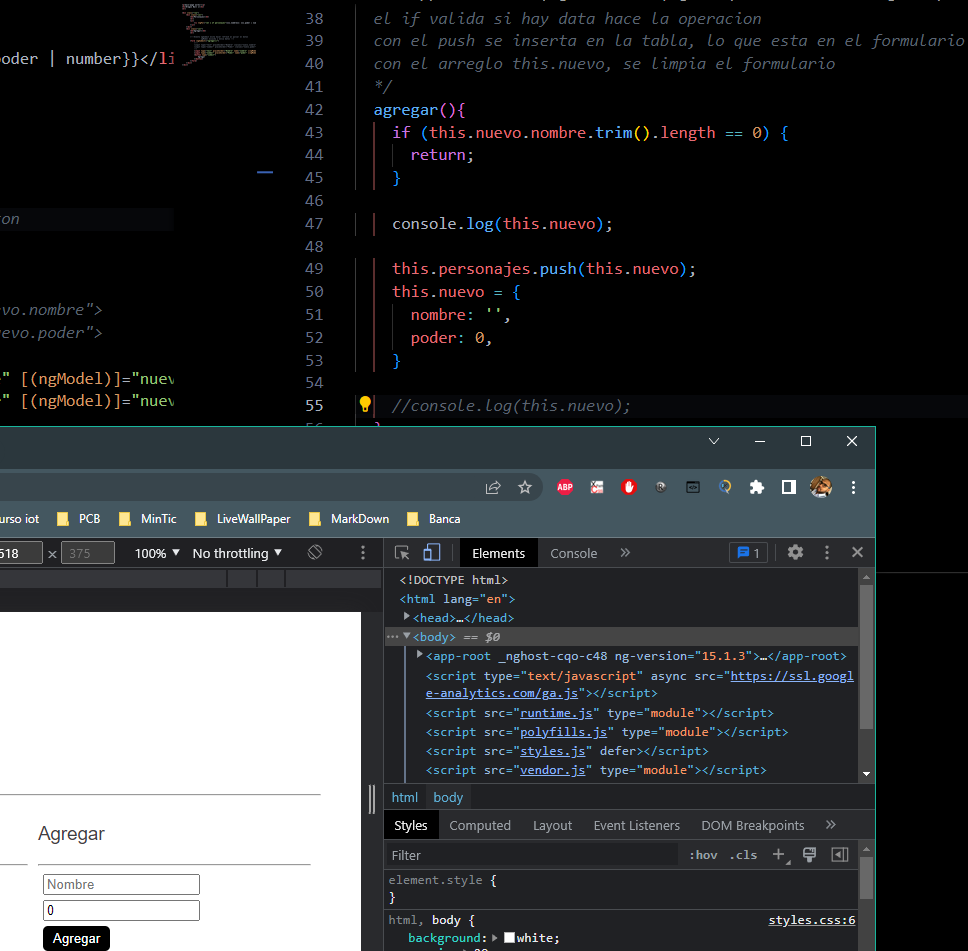 oder | number}}</li
on
vo.nombre">
evo.poder">
" [(ngModel)]="nuev
" [(ngModel)]="nuev
38 el if valida si hay data hace la operacion
39 con el push se inserta en la tabla, lo que esta en el formulario
40 con el arreglo this.nuevo, se limpia el formulario
41 */
42 agregar(){
43 if (this.nuevo.nombre.trim().length == 0) {
44 return;
45 }
46
47 console.log(this.nuevo);
48
49 this.personajes.push(this.nuevo);
50 this.nuevo = {
51 nombre: '',
52 poder: 0,
53 }
54
55 //console.log(this.nuevo);
ABP
urso iot PCB MinTic LiveWallPaper MarkDown Banca
518 × 375 100% ▼ No throttling ▼
Elements Console » 1
<!DOCTYPE html>
<html lang="en">
<head>…</head>
<body> == $0
<app-root _nghost-cqo-c48 ng-version="15.1.3">…</app-root>
<script type="text/javascript" async src="https://ssl.googl
e-analytics.com/ga.js"></script>
<script src="runtime.js" type="module"></script>
<script src="polyfills.js" type="module"></script>
<script src="styles.js" defer></script>
<script src="vendor.js" type="module"></script>
html body
Styles Computed Layout Event Listeners DOM Breakpoints »
Filter :hov .cls +
element.style {
}
html, body { styles.css:6
background: white;
Agregar
Nombre
0
Agregar